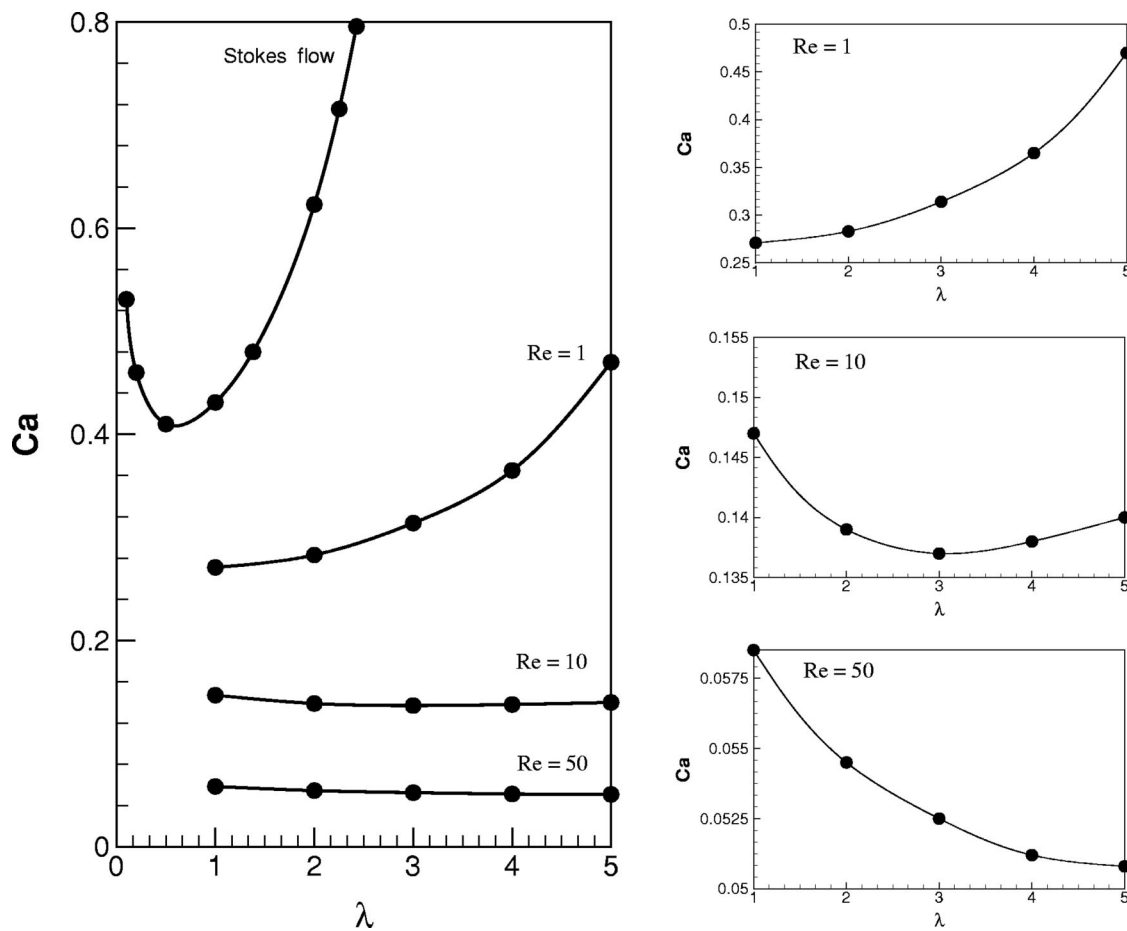 0.8
Stokes flow
0.6
Re = 1
0.4
Ca
0.2
Re = 10
Re = 50
0
0 1 2 3 4 5
λ
0.5
Re = 1
0.45
0.4
Ca
0.35
0.3
0.25
1 2 3 4 5
λ
0.155
Re = 10
0.15
Ca
0.145
0.14
0.135
1 2 3 4 5
λ
Re = 50
0.0575
Ca
0.055
0.0525
0.05
1 2 3 4 5
λ